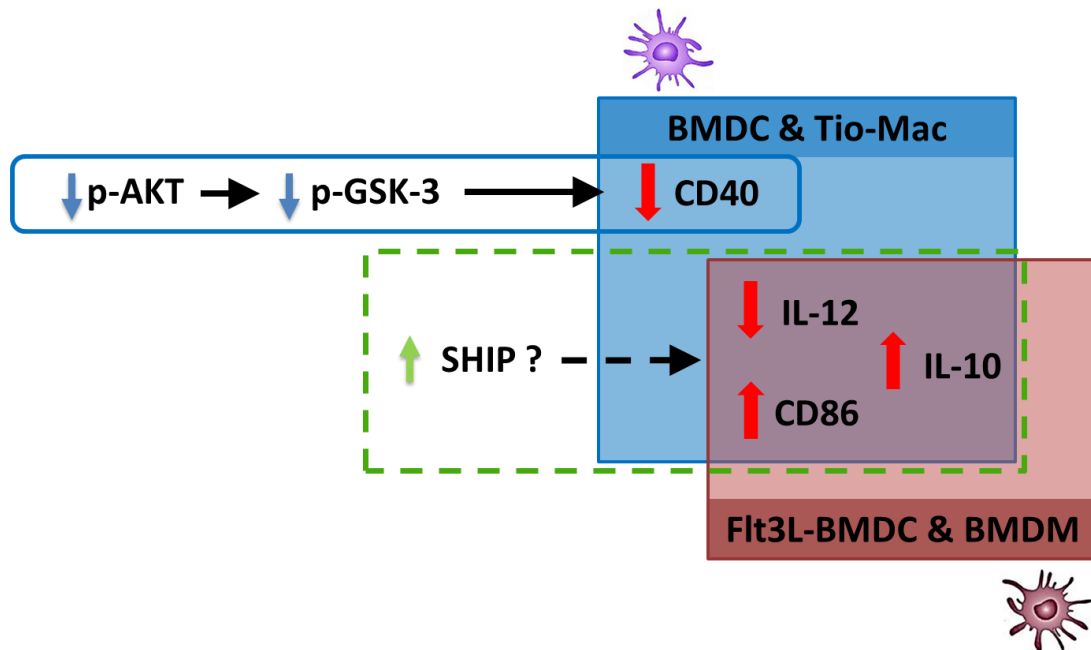 BMDC & Tio-Mac
p-AKT p-GSK-3 CD40
IL-12
SHIP ? IL-10
CD86
Flt3L-BMDC & BMDM